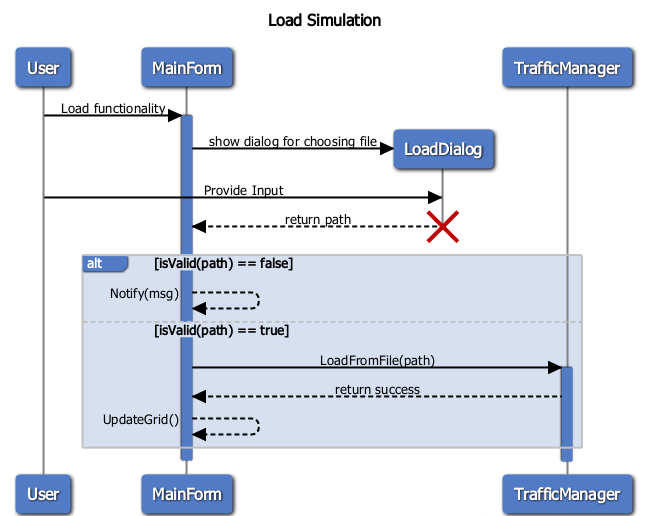 Load Simulation
User
MainForm
TrafficManager
Load functionality
show dialog for choosing file
LoadDialog
Provide Input
return path
alt
[isValid(path) == false]
Notify(msg)
[isValid(path) == true]
LoadFromFile(path)
return success
UpdateGrid()
User
MainForm
TrafficManager